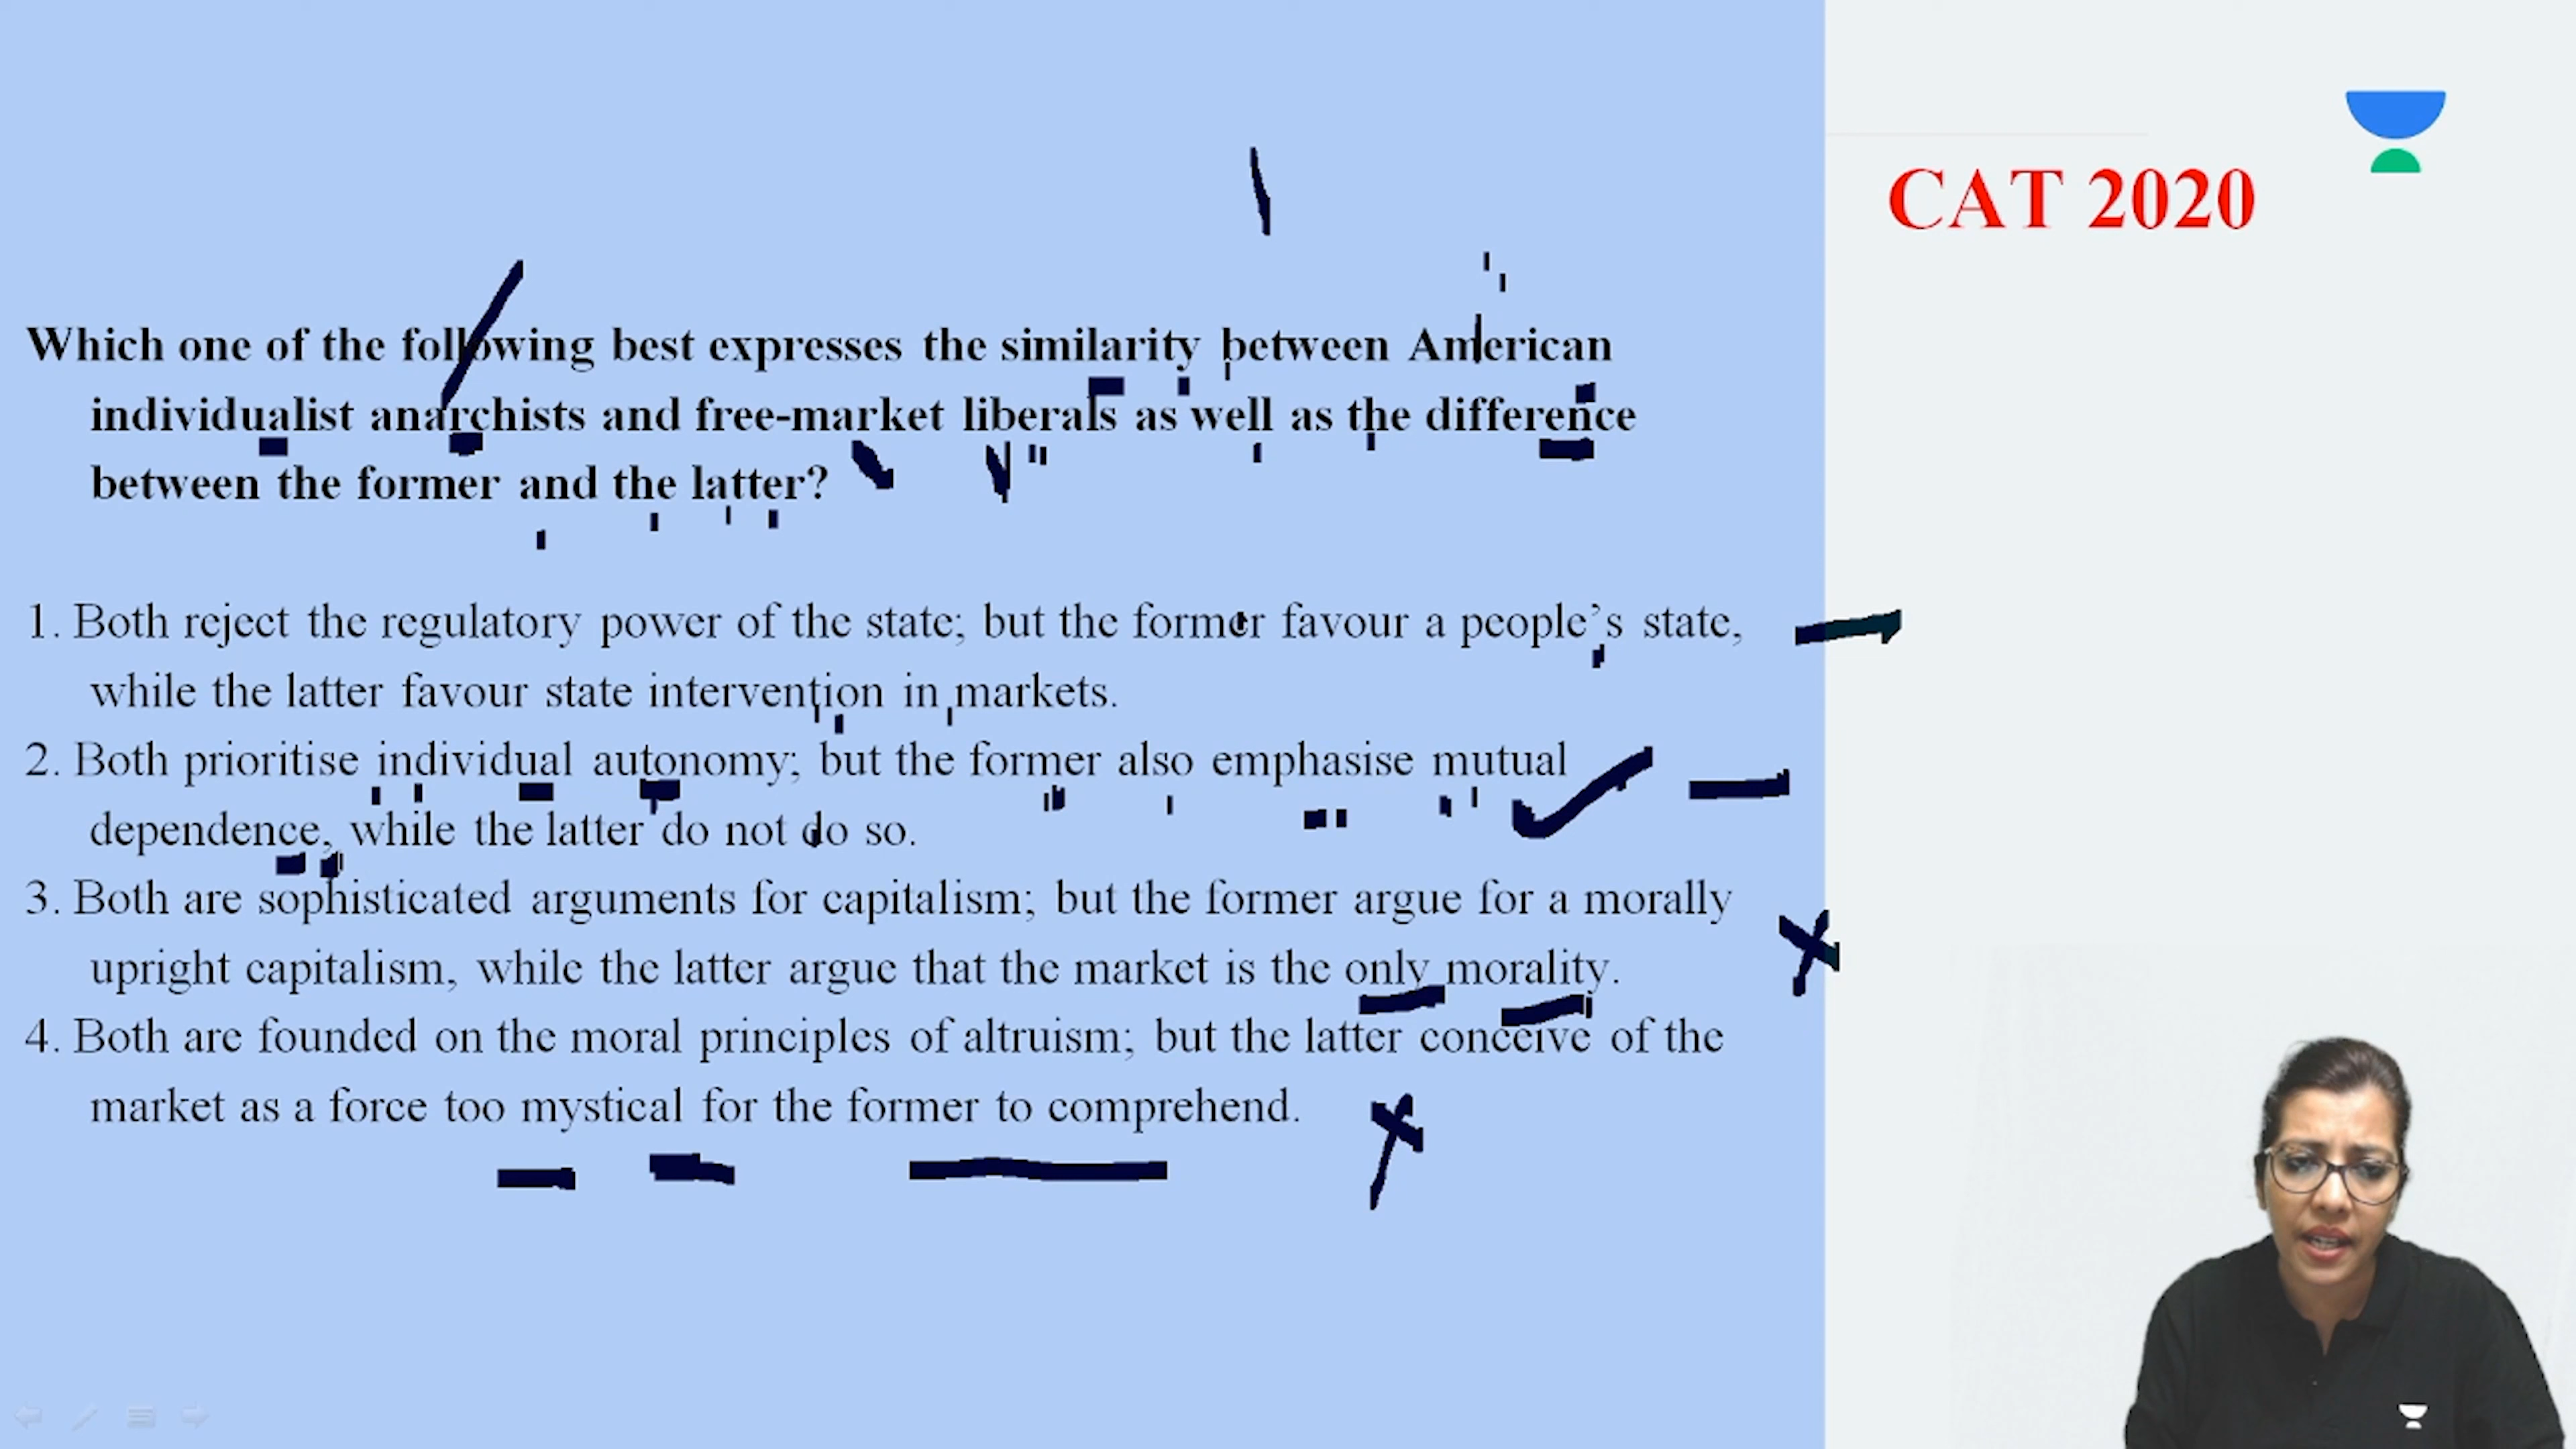 CAT 2020
Which one of the following best expresses the similarity between American
individualist anarchists and free-market liberals as well as the difference
between the former and the latter?
1. Both reject the regulatory power of the state; but the former favour a people's state,
while the latter favour state intervention in markets.
2. Both prioritise individual autonomy; but the former also emphasise mutual
dependence, while the latter do not do so.
3. Both are sophisticated arguments for capitalism; but the former argue for a morally
upright capitalism, while the latter argue that the market is the only morality.
4. Both are founded on the moral principles of altruism; but the latter conceive of the
market as a force too mystical for the former to comprehend.